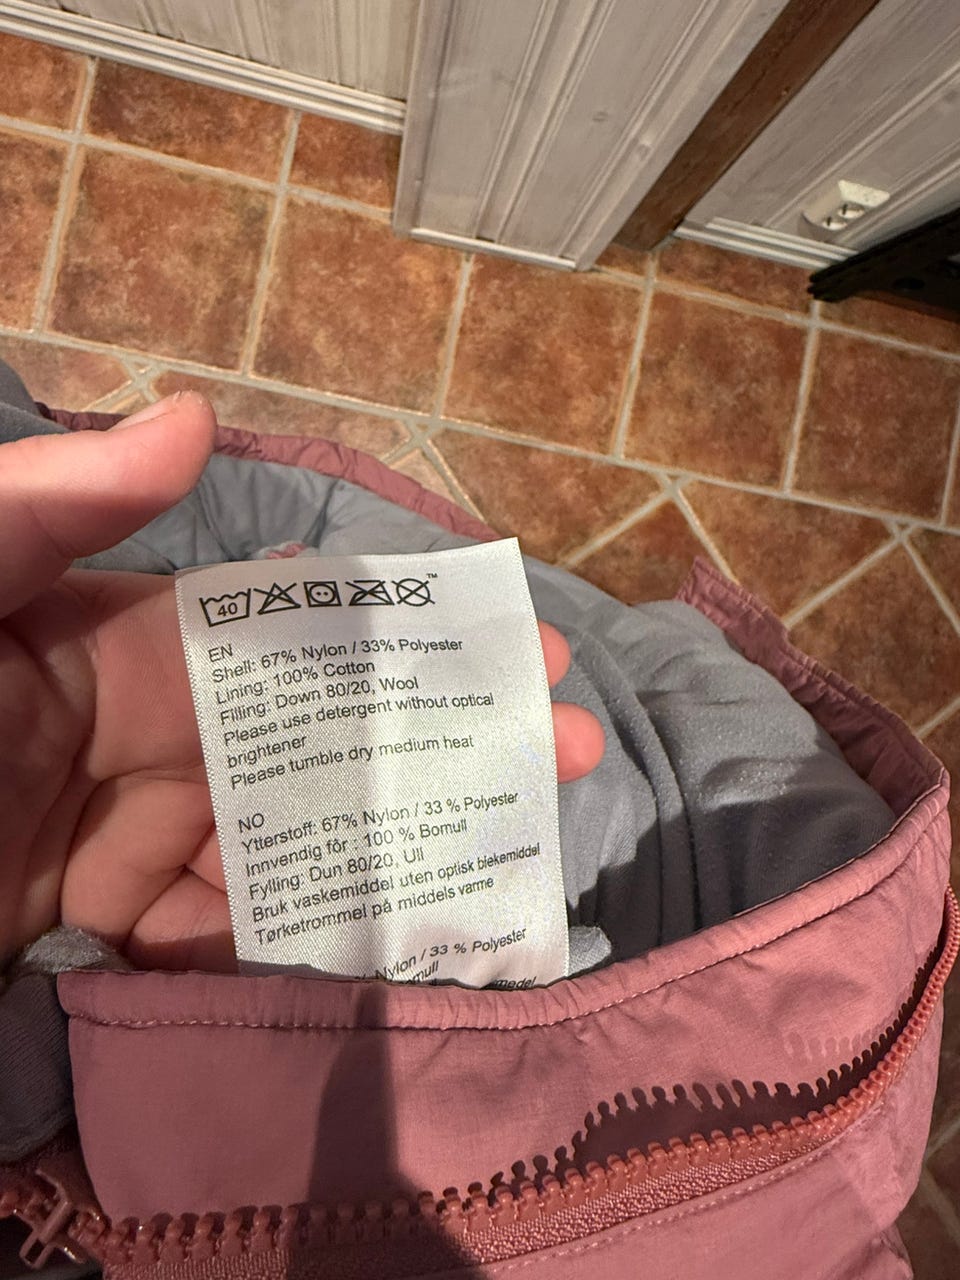 40
™
EN
Shell: 67% Nylon / 33% Polyester
Lining: 100% Cotton
Filling: Down 80/20, Wool
Please use detergent without optical
brightener
Please tumble dry medium heat
NO
Ytterstoff: 67% Nylon / 33 % Polyester
Innvendig fôr : 100 % Bomull
Fylling: Dun 80/20, Ull
Bruk vaskemiddel uten optisk blekemiddel
Tørketrommel på middels varme
Nylon / 33 % Polyester